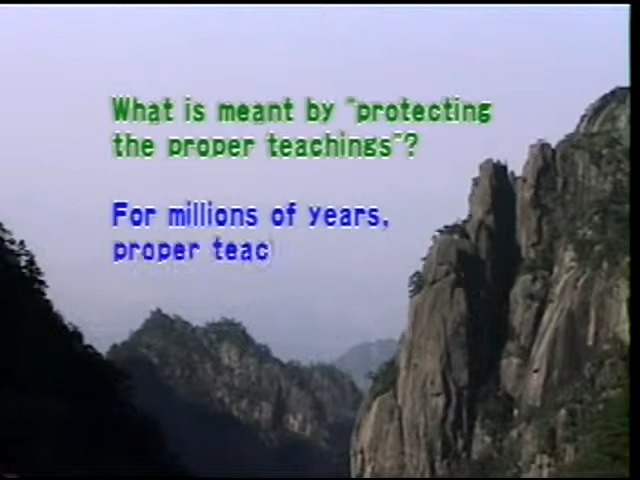 What is meant by "protecting
the proper teachings"?
For millions of years,
proper teac